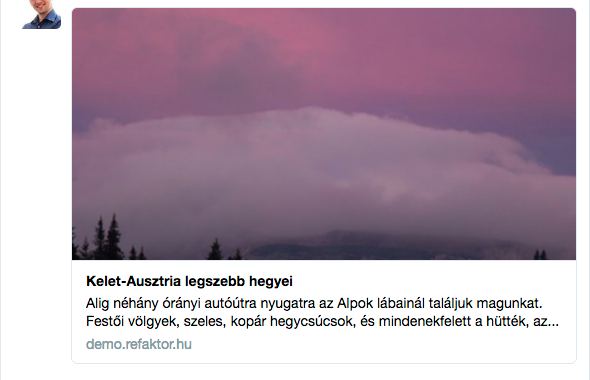 Kelet-Ausztria legszebb hegyei
Alig néhány órányi autóútra nyugatra az Alpok lábainál találjuk magunkat.
Festői völgyek, szeles, kopár hegycsúcsok, és mindenekfelett a hütték, az...
demo.refaktor.hu